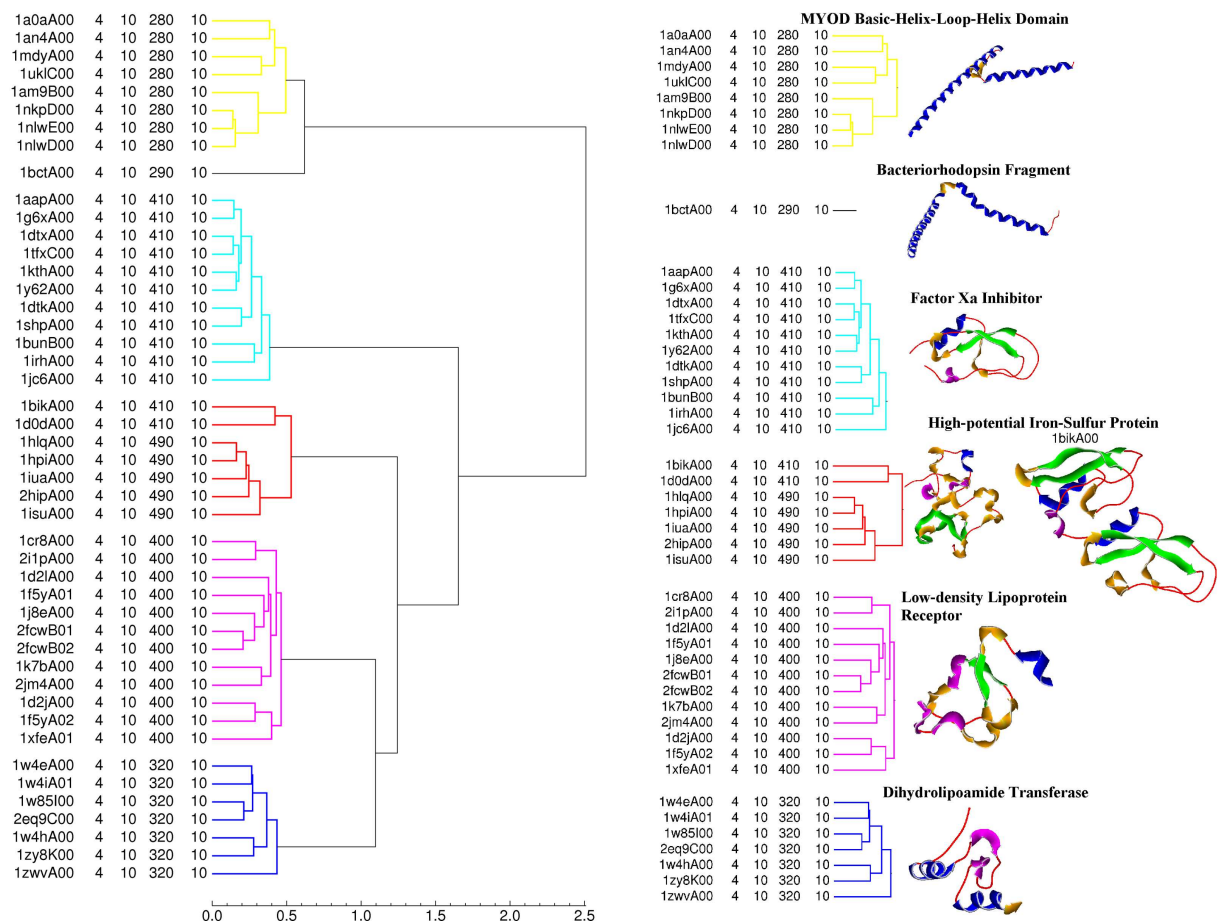 1a0aA00 4 10 280 10
1an4A00 4 10 280 10
1mdyA00 4 10 280 10
1uklC00 4 10 280 10
1am9B00 4 10 280 10
1nkpD00 4 10 280 10
1nlwE00 4 10 280 10
1nlwD00 4 10 280 10
1bctA00 4 10 290 10
1aapA00 4 10 410 10
1g6xA00 4 10 410 10
1dtxA00 4 10 410 10
1tfxC00 4 10 410 10
1kthA00 4 10 410 10
1y62A00 4 10 410 10
1dtkA00 4 10 410 10
1shpA00 4 10 410 10
1bunB00 4 10 410 10
1irhA00 4 10 410 10
1jc6A00 4 10 410 10
1bikA00 4 10 410 10
1d0dA00 4 10 410 10
1hlqA00 4 10 490 10
1hpiA00 4 10 490 10
1iuaA00 4 10 490 10
2hipA00 4 10 490 10
1isuA00 4 10 490 10
1cr8A00 4 10 400 10
2i1pA00 4 10 400 10
1d2lA00 4 10 400 10
1f5yA01 4 10 400 10
1j8eA00 4 10 400 10
2fcwB01 4 10 400 10
2fcwB02 4 10 400 10
1k7bA00 4 10 400 10
2jm4A00 4 10 400 10
1d2jA00 4 10 400 10
1f5yA02 4 10 400 10
1xfeA01 4 10 400 10
1w4eA00 4 10 320 10
1w4iA01 4 10 320 10
1w85I00 4 10 320 10
2eq9C00 4 10 320 10
1w4hA00 4 10 320 10
1zy8K00 4 10 320 10
1zwvA00 4 10 320 10
0.0 0.5 1.0 1.5 2.0 2.5
MYOD Basic-Helix-Loop-Helix Domain
1a0aA00 4 10 280 10
1an4A00 4 10 280 10
1mdyA00 4 10 280 10
1uklC00 4 10 280 10
1am9B00 4 10 280 10
1nkpD00 4 10 280 10
1nlwE00 4 10 280 10
1nlwD00 4 10 280 10
Bacteriorhodopsin Fragment
1bctA00 4 10 290 10
1aapA00 4 10 410 10
1g6xA00 4 10 410 10
1dtxA00 4 10 410 10
1tfxC00 4 10 410 10
1kthA00 4 10 410 10
1y62A00 4 10 410 10
1dtkA00 4 10 410 10
1shpA00 4 10 410 10
1bunB00 4 10 410 10
1irhA00 4 10 410 10
1jc6A00 4 10 410 10
Factor Xa Inhibitor
High-potential Iron-Sulfur Protein
1bikA00
1bikA00 4 10 410 10
1d0dA00 4 10 410 10
1hlqA00 4 10 490 10
1hpiA00 4 10 490 10
1iuaA00 4 10 490 10
2hipA00 4 10 490 10
1isuA00 4 10 490 10
Low-density Lipoprotein
Receptor
1cr8A00 4 10 400 10
2i1pA00 4 10 400 10
1d2lA00 4 10 400 10
1f5yA01 4 10 400 10
1j8eA00 4 10 400 10
2fcwB01 4 10 400 10
2fcwB02 4 10 400 10
1k7bA00 4 10 400 10
2jm4A00 4 10 400 10
1d2jA00 4 10 400 10
1f5yA02 4 10 400 10
1xfeA01 4 10 400 10
Dihydrolipoamide Transferase
1w4eA00 4 10 320 10
1w4iA01 4 10 320 10
1w85I00 4 10 320 10
2eq9C00 4 10 320 10
1w4hA00 4 10 320 10
1zy8K00 4 10 320 10
1zwvA00 4 10 320 10